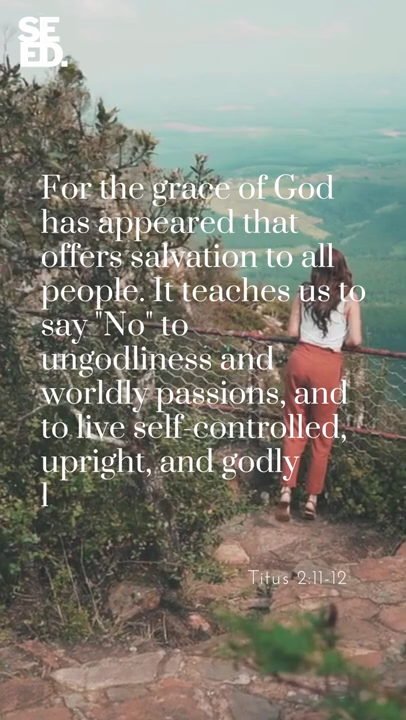 SE
ED.
For the grace of God
has appeared that
offers salvation to all
people. It teaches us to
say "No" to
ungodliness and
worldly passions, and
to live self-controlled,
upright, and godly
l
Titus 2:11-12